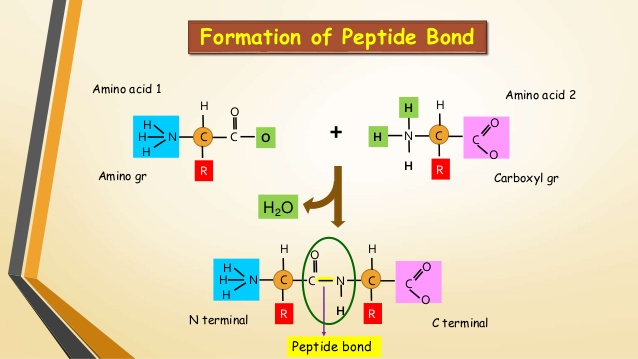 Formation of Peptide Bond
Amino acid 1
Amino acid 2
H
O
H
H
H
H
H
N
C
C
O
+
H
N
C
C
O
O
H
R
H
R
Amino gr
Carboxyl gr
H₂O
H
O
H
H
H
H
N
C
C
N
C
C
O
O
R
H
R
N terminal
C terminal
Peptide bond